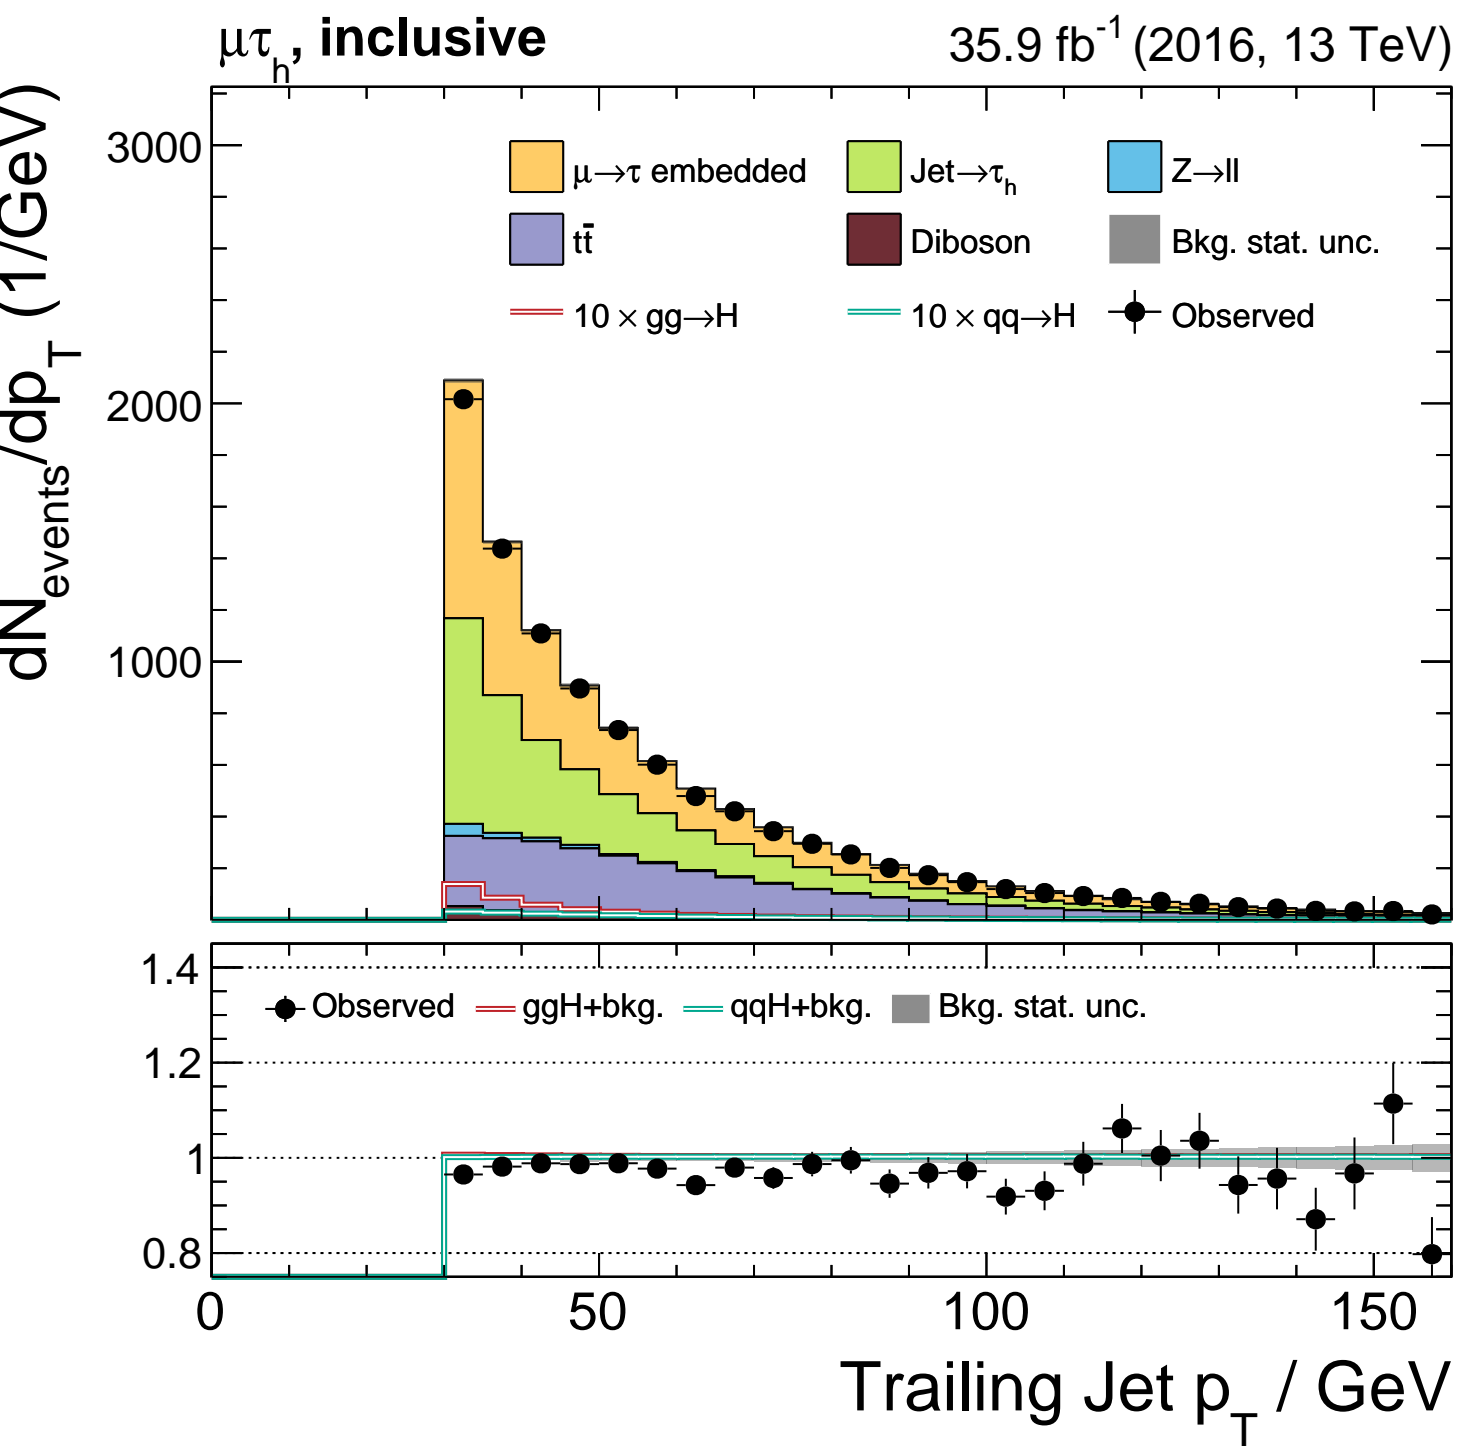 μτh, inclusive
35.9 fb-1 (2016, 13 TeV)
dNevents/dpT (1/GeV)
3000
2000
1000
μ→τ embedded
Jet→τh
Z→ll
tt̄
Diboson
Bkg. stat. unc.
10 × gg→H
10 × qq→H
Observed
1.4
1.2
1
0.8
Observed
ggH+bkg.
qqH+bkg.
Bkg. stat. unc.
0
50
100
150
Trailing Jet pT / GeV